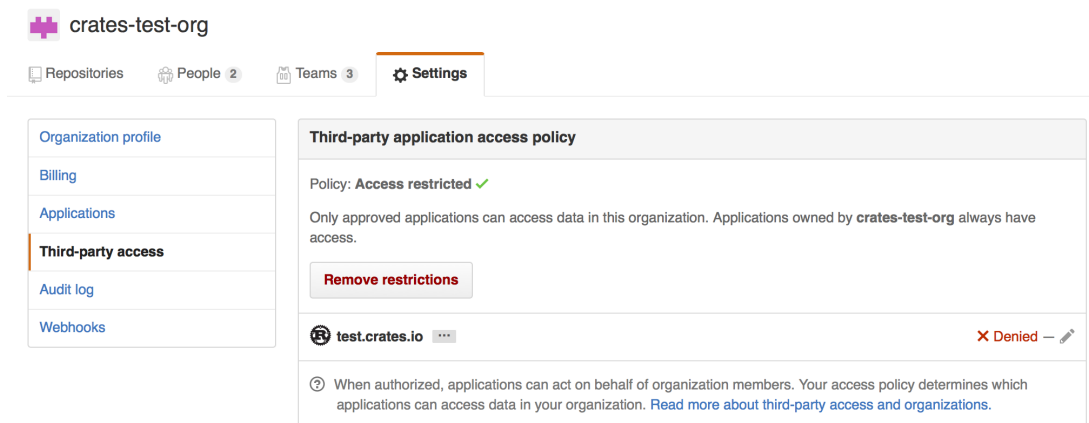 crates-test-org
Repositories People 2 Teams 3 Settings
Organization profile
Billing
Applications
Third-party access
Audit log
Webhooks
Third-party application access policy
Policy: Access restricted ✓
Only approved applications can access data in this organization. Applications owned by crates-test-org always have
access.
Remove restrictions
test.crates.io ··· ✕ Denied —
When authorized, applications can act on behalf of organization members. Your access policy determines which
applications can access data in your organization. Read more about third-party access and organizations.